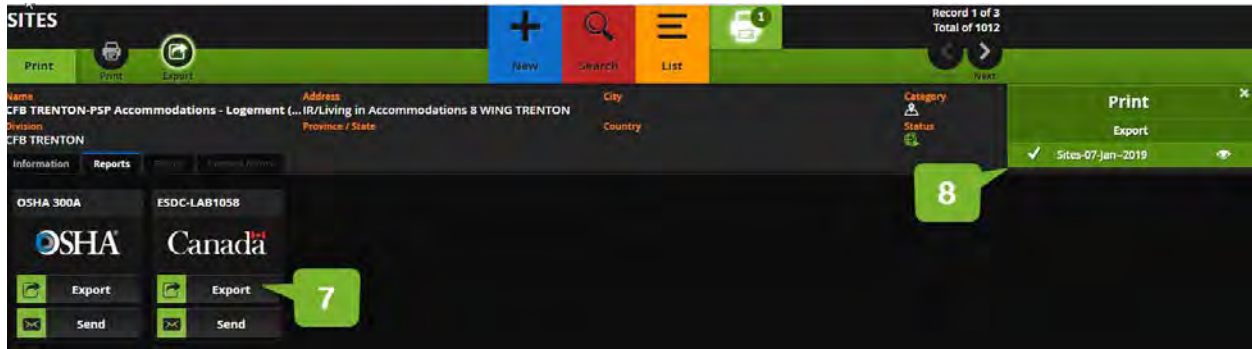 SITES
1
Record 1 of 3
Total of 1012
Print
Print
Export
New
Search
List
Next
Name
CFB TRENTON-PSP Accommodations - Logement (...
Address
IR/Living in Accommodations 8 WING TRENTON
City
Category
Division
CFB TRENTON
Province / State
Country
Status
Print
Export
Sites-07-Jan-2019
8
Information
Reports
OSHA 300A
ESDC-LAB1058
OSHA
Canada
Export
Export
7
Send
Send